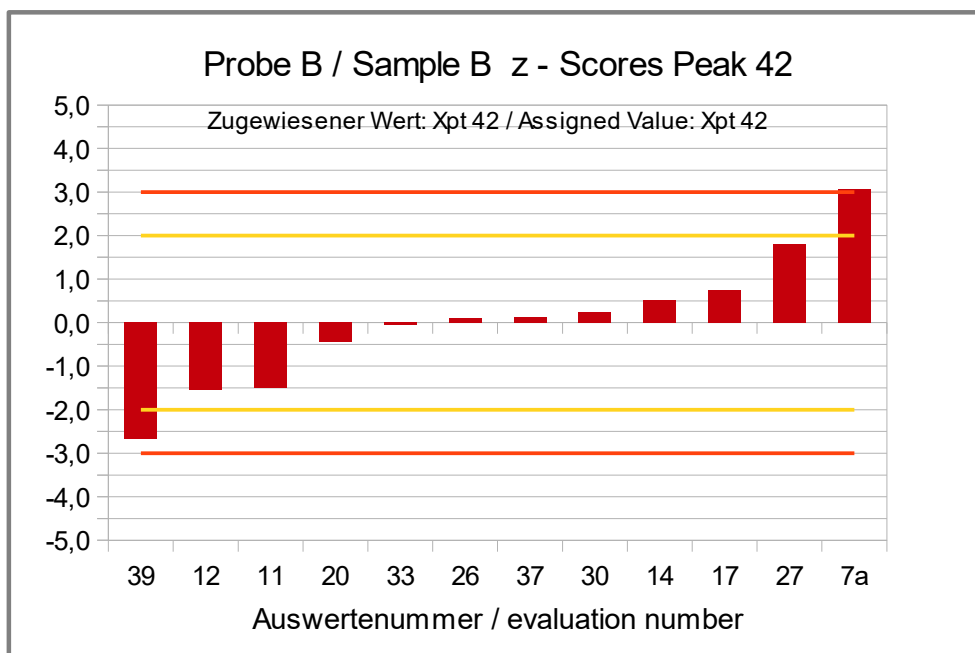 Probe B / Sample B  z - Scores Peak 42
Zugewiesener Wert: Xpt 42 / Assigned Value: Xpt 42
5,0
4,0
3,0
2,0
1,0
0,0
-1,0
-2,0
-3,0
-4,0
-5,0
39 12 11 20 33 26 37 30 14 17 27 7a
Auswertenummer / evaluation number